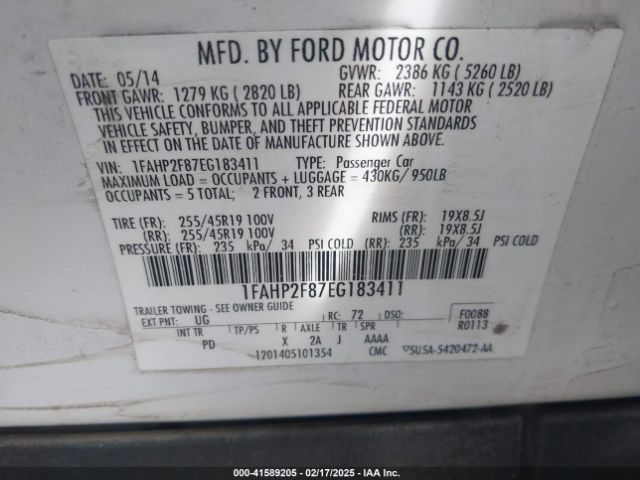 MFD. BY FORD MOTOR CO.
DATE: 05/14 GVWR: 2386 KG ( 5260 LB)
FRONT GAWR: 1279 KG ( 2820 LB) REAR GAWR: 1143 KG ( 2520 LB)
THIS VEHICLE CONFORMS TO ALL APPLICABLE FEDERAL MOTOR
VEHICLE SAFETY, BUMPER, AND THEFT PREVENTION STANDARDS
IN EFFECT ON THE DATE OF MANUFACTURE SHOWN ABOVE.
VIN: 1FAHP2F87EG183411 TYPE: Passenger Car
MAXIMUM LOAD = OCCUPANTS + LUGGAGE = 430KG/ 950LB
OCCUPANTS = 5 TOTAL; 2 FRONT, 3 REAR
TIRE (FR): 255/45R19 100V RIMS (FR): 19X8.5J
(RR): 255/45R19 100V (RR): 19X8.5J
PRESSURE (FR): 235 kPa/ 34 PSI COLD (RR): 235 kPa/ 34 PSI COLD
1FAHP2F87EG183411
TRAILER TOWING - SEE OWNER GUIDE
EXT PNT: UG RC: 72 F0088
R0113
INT TR TP/PS R AXLE TR SPR
PD X 2A J AAAA
1201405101354 CMC ▽5U5A-5420472-AA
00-41589205 - 02/17/2025 - IAA Inc.